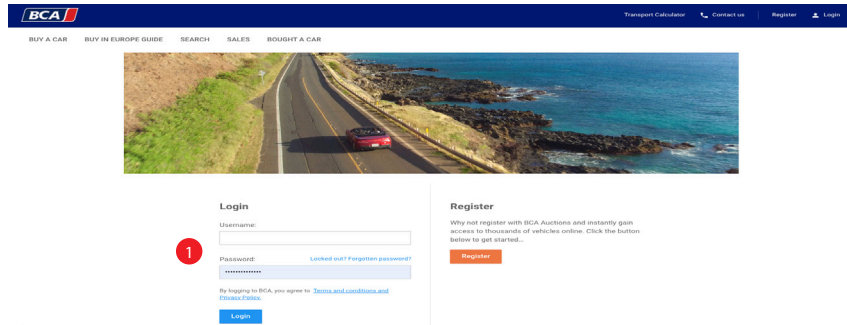 BCA
Transport Calculator Contact us Register Login
BUY A CAR BUY IN EUROPE GUIDE SEARCH SALES BOUGHT A CAR
Login
Username:
1
Password: Locked out? Forgotten password?
••••••••••••••
By logging to BCA, you agree to Terms and conditions and
Privacy Policy.
Login
Register
Why not register with BCA Auctions and instantly gain
access to thousands of vehicles online. Click the button
below to get started...
Register